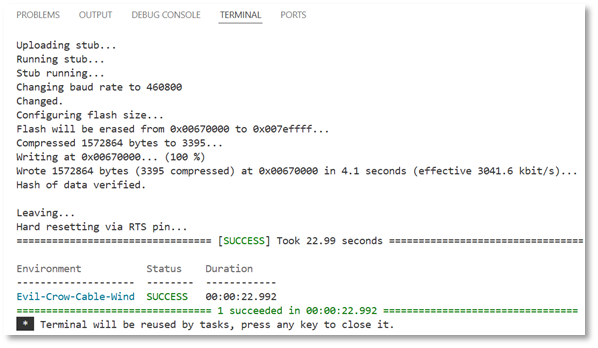 PROBLEMS OUTPUT DEBUG CONSOLE TERMINAL PORTS
Uploading stub...
Running stub...
Stub running...
Changing baud rate to 460800
Changed.
Configuring flash size...
Flash will be erased from 0x00670000 to 0x007effff...
Compressed 1572864 bytes to 3395...
Writing at 0x00670000... (100 %)
Wrote 1572864 bytes (3395 compressed) at 0x00670000 in 4.1 seconds (effective 3041.6 kbit/s)...
Hash of data verified.
Leaving...
Hard resetting via RTS pin...
================================= [SUCCESS] Took 22.99 seconds =================================
Environment Status Duration
-------------------- -------- ------------
Evil-Crow-Cable-Wind SUCCESS 00:00:22.992
================================= 1 succeeded in 00:00:22.992 =================================
* Terminal will be reused by tasks, press any key to close it.